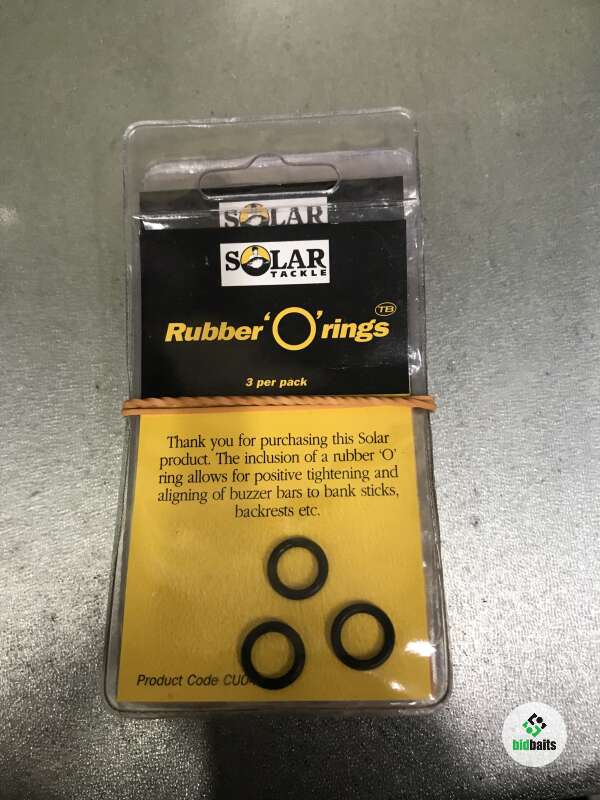 SOLAR
SOLAR
TACKLE
Rubber 'O' rings
TB
3 per pack
Thank you for purchasing this Solar
product. The inclusion of a rubber 'O'
ring allows for positive tightening and
aligning of buzzer bars to bank sticks,
backrests etc.
Product Code
bidbaits